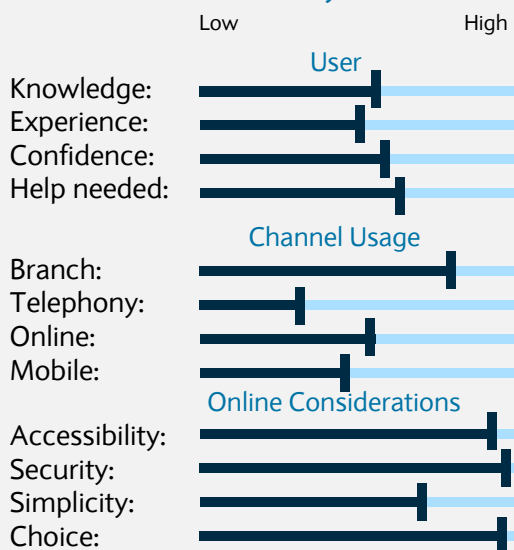 Low High
User
Knowledge:
Experience:
Confidence:
Help needed:
Channel Usage
Branch:
Telephony:
Online:
Mobile:
Online Considerations
Accessibility:
Security:
Simplicity:
Choice: